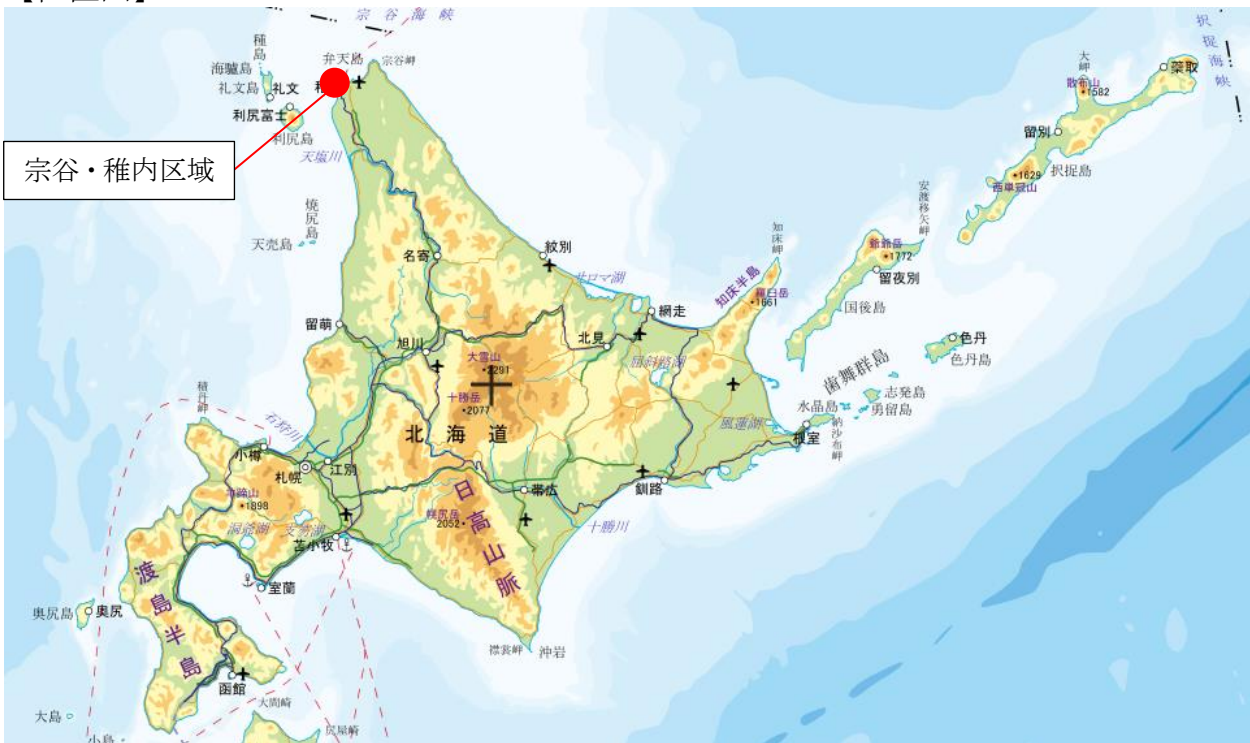 宗谷海峡
択捉海峡
種島
海驢島
礼文島
礼文
利尻富士
利尻島
弁天島
宗谷岬
宗谷・稚内区域
天塩川
焼尻島
天売島
名寄
紋別
サロマ湖
網走
知床岬
知床半島
羅臼岳
1661
北見
屈斜路湖
留萌
旭川
大雪山
2291
十勝岳
2077
北海道
積丹岬
石狩川
小樽
札幌
江別
1898
洞爺湖
支笏湖
苫小牧
室蘭
幌尻岳
2052
日高山脈
帯広
十勝川
釧路
風蓮湖
根室
納沙布岬
水晶島
勇留島
志発島
歯舞群島
色丹
色丹島
国後島
留夜別
爺爺岳
1772
安渡移矢岬
択捉島
西単冠山
1629
留別
散布山
1582
大岬
蘂取
襟裳岬
沖岩
渡島半島
奥尻島
奥尻
函館
大間崎
尻屋崎
大島
小島